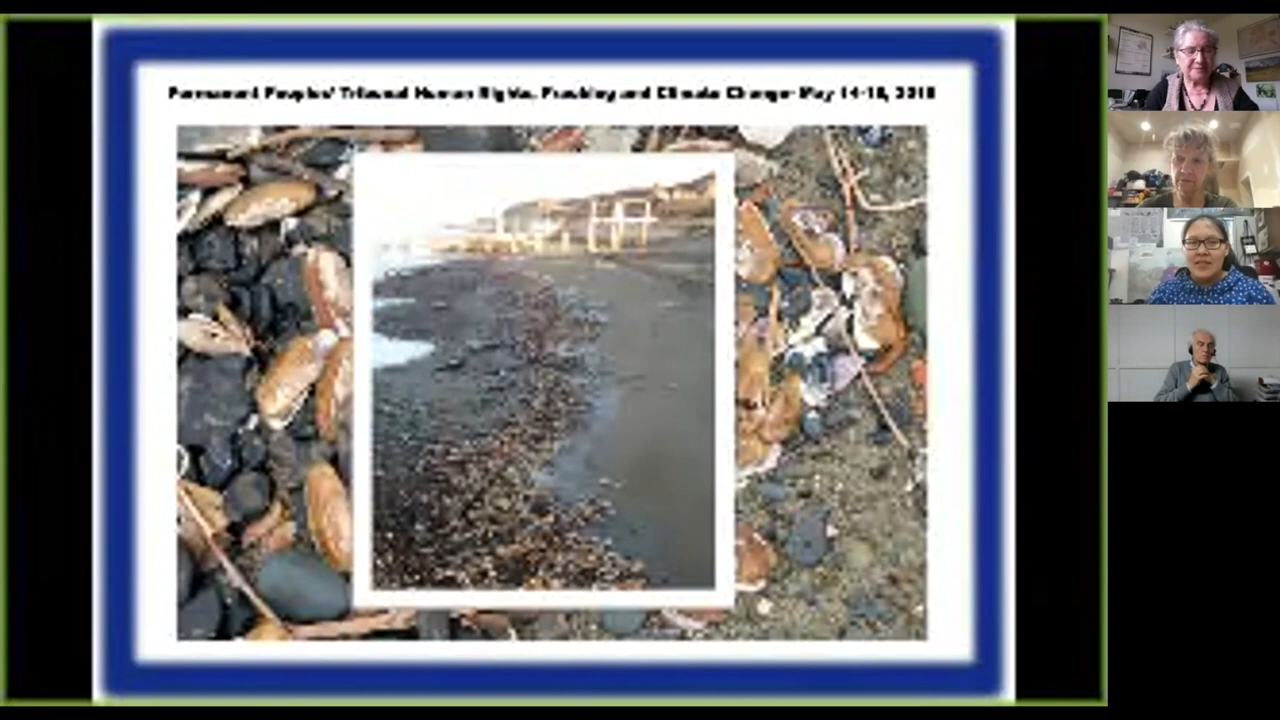 Permanent Peoples' Tribunal Human Rights, Fracking and Climate Change- May 14-18, 2018